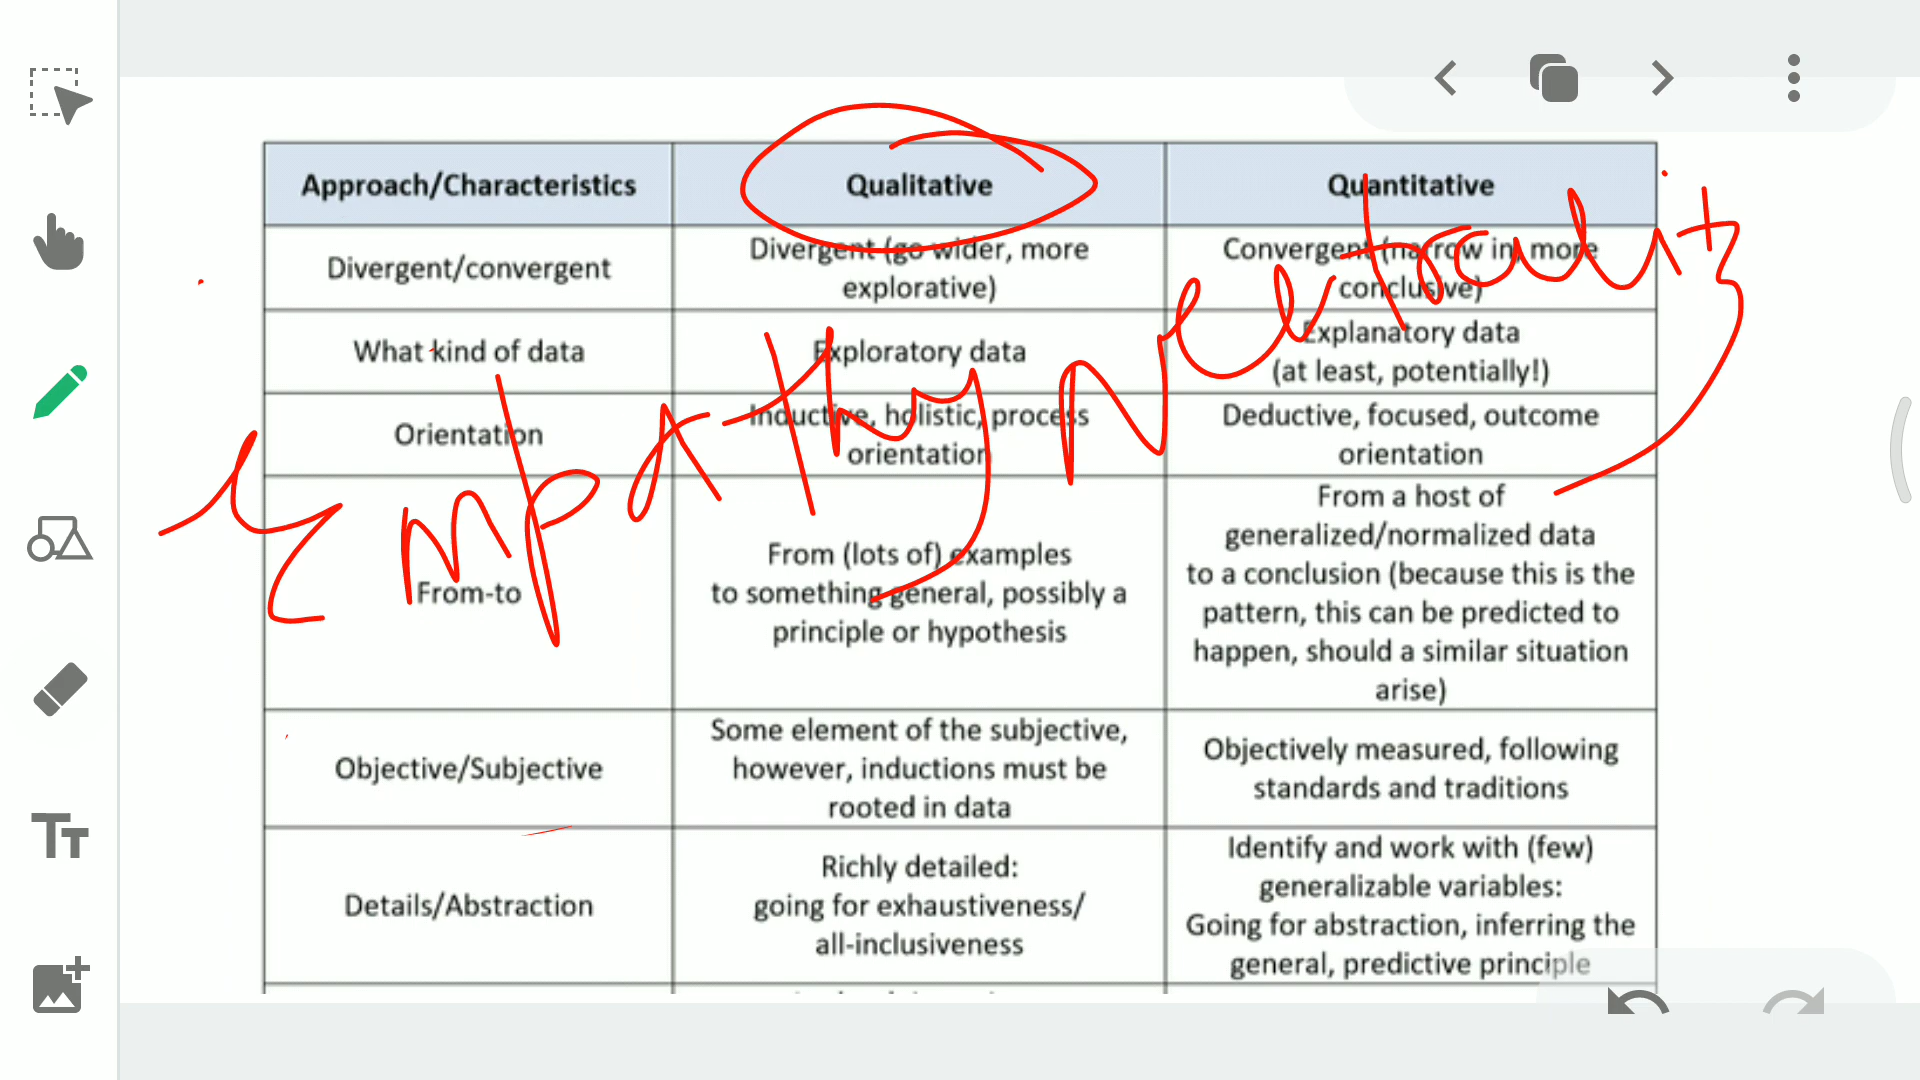 Approach/Characteristics
Qualitative
Quantitative
Divergent/convergent
Divergent (go wider, more
explorative)
Convergent (narrow in, more
conclusive)
What kind of data
Exploratory data
Explanatory data
(at least, potentially!)
Orientation
Inductive, holistic, process
orientation
Deductive, focused, outcome
orientation
From-to
From (lots of) examples
to something general, possibly a
principle or hypothesis
From a host of
generalized/normalized data
to a conclusion (because this is the
pattern, this can be predicted to
happen, should a similar situation
arise)
Objective/Subjective
Some element of the subjective,
however, inductions must be
rooted in data
Objectively measured, following
standards and traditions
Details/Abstraction
Richly detailed:
going for exhaustiveness/
all-inclusiveness
Identify and work with (few)
generalizable variables:
Going for abstraction, inferring the
general, predictive principle
Empathy Neutrality
TT